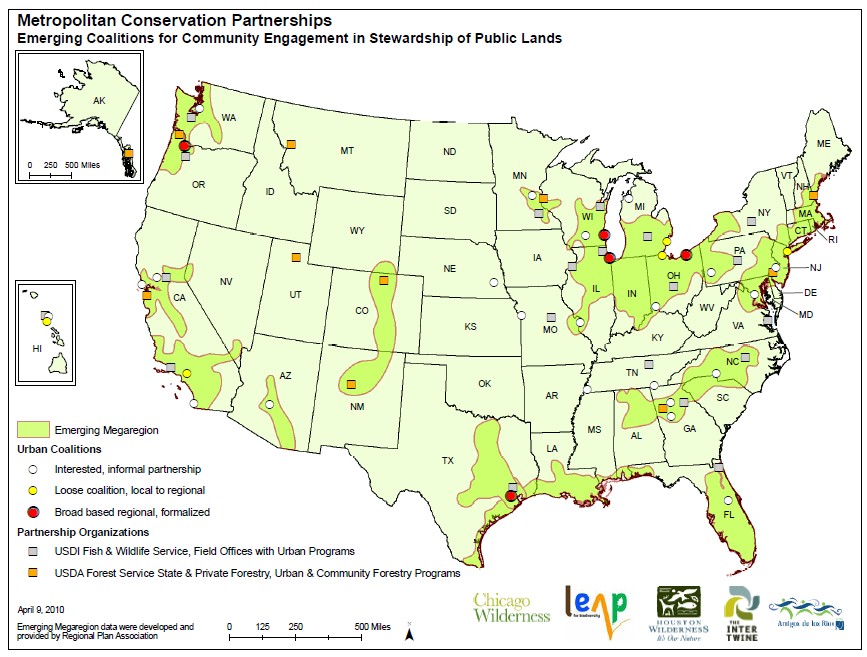 Metropolitan Conservation Partnerships
Emerging Coalitions for Community Engagement in Stewardship of Public Lands
AK
0 250 500 Miles
WA
MT
ND
MN
ME
VT
NH
OR
ID
SD
WI
MI
NY
MA
CT
RI
WY
NE
IA
PA
NJ
NV
UT
CO
IL
IN
OH
WV
DE
MD
CA
KS
MO
KY
VA
HI
AZ
NM
OK
AR
TN
NC
SC
MS
AL
GA
TX
LA
FL
Emerging Megaregion
Urban Coalitions
Interested, informal partnership
Loose coalition, local to regional
Broad based regional, formalized
Partnership Organizations
USDI Fish & Wildlife Service, Field Offices with Urban Programs
USDA Forest Service State & Private Forestry, Urban & Community Forestry Programs
April 9, 2010
Emerging Megaregion data were developed and
provided by Regional Plan Association
0 125 250 500 Miles
Chicago
Wilderness
leap
for biodiversity
HOUSTON
WILDERNESS
It's Our Nature
THE
INTER
TWINE
Amigos de los Rios